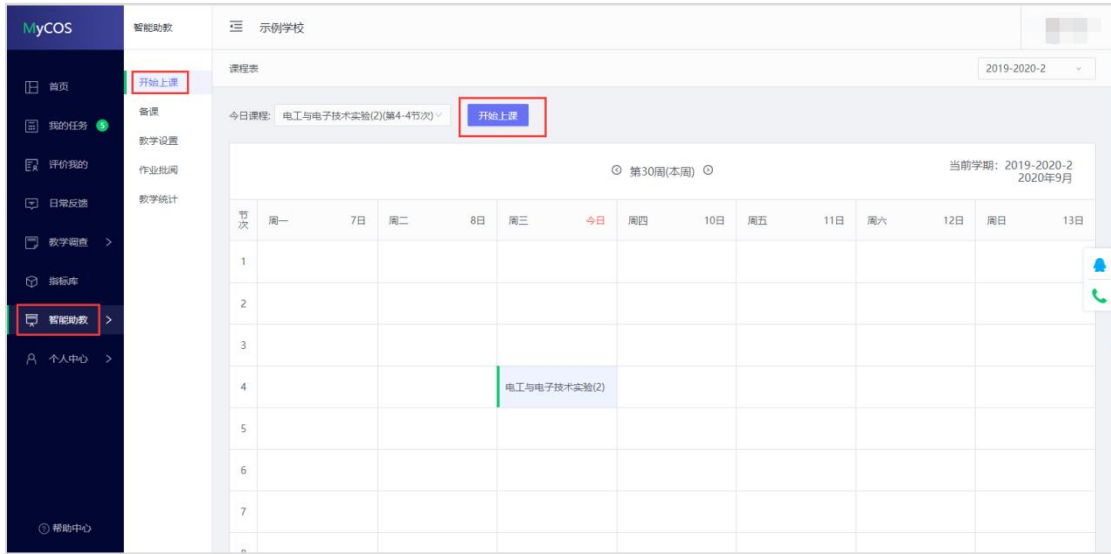 MyCOS
首页
我的任务 5
评价我的
日常反馈
教学调查 >
指标库
智能助教 >
个人中心 >
帮助中心
智能助教
开始上课
备课
教学设置
作业批阅
教学统计
示例学校
课程表
2019-2020-2
今日课程: 电工与电子技术实验(2)(第4-4节次)
开始上课
第30周(本周)
当前学期: 2019-2020-2
2020年9月
节次 周一 7日 周二 8日 周三 今日 周四 10日 周五 11日 周六 12日 周日 13日
1
2
3
4 电工与电子技术实验(2)
5
6
7